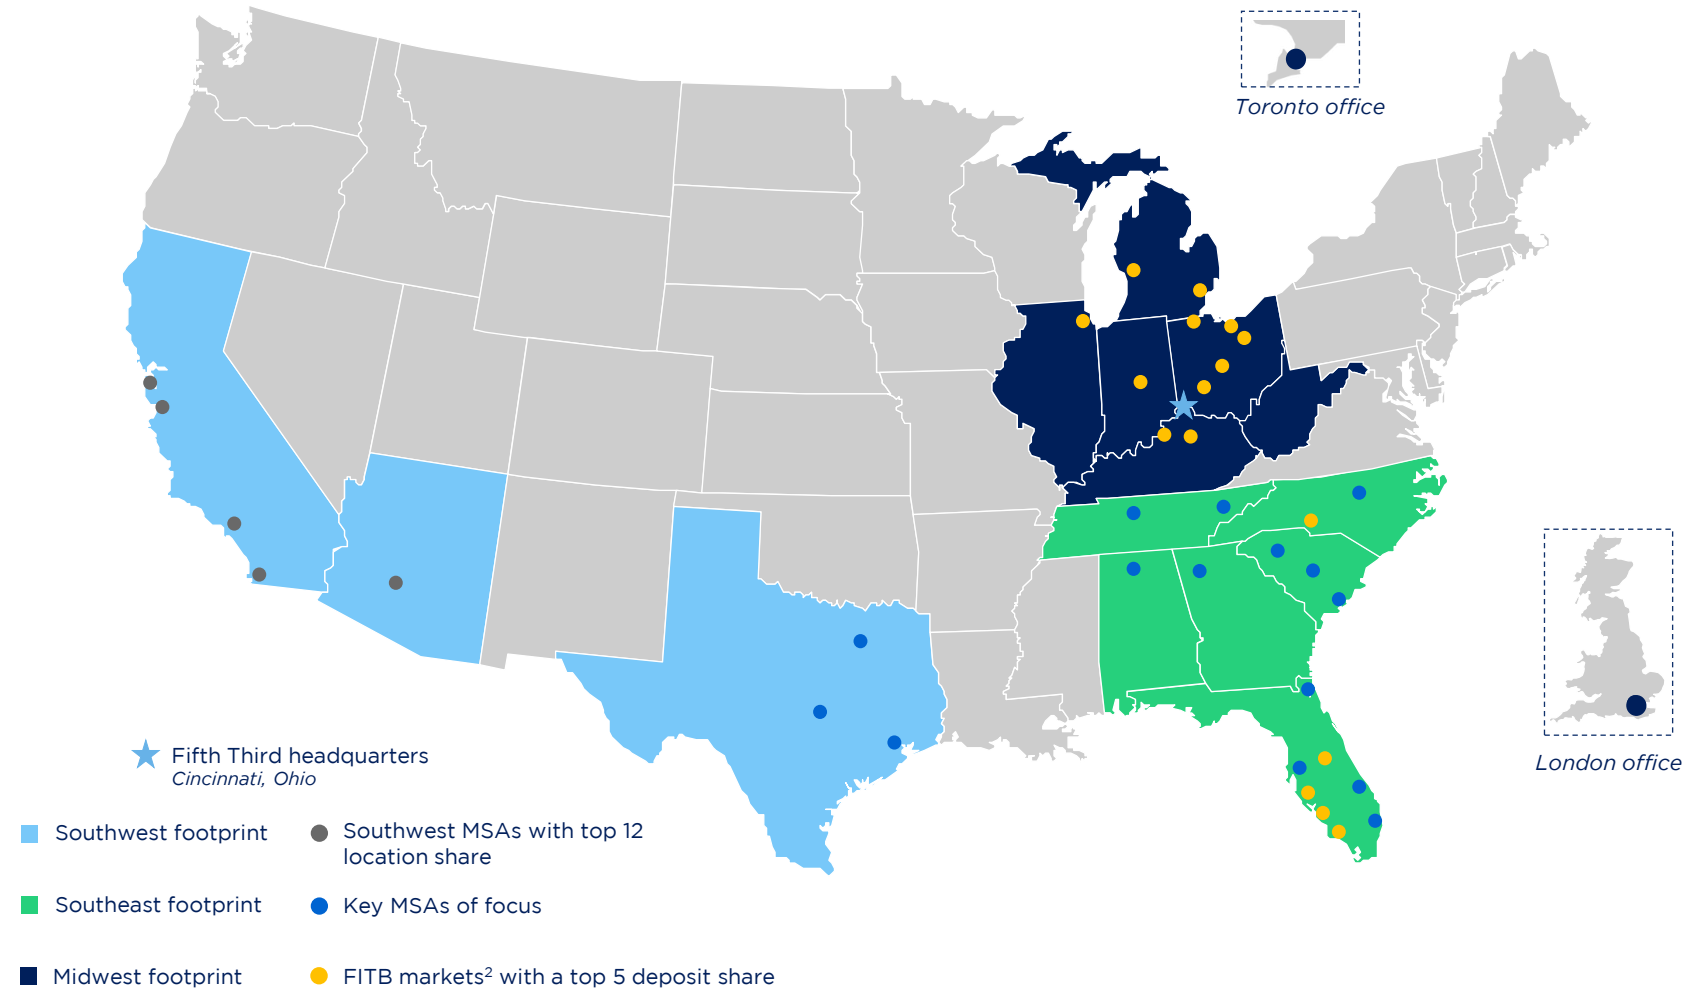 Toronto office
London office
Fifth Third headquarters
Cincinnati, Ohio
Southwest footprint
Southwest MSAs with top 12
location share
Southeast footprint
Key MSAs of focus
Midwest footprint
FITB markets² with a top 5 deposit share